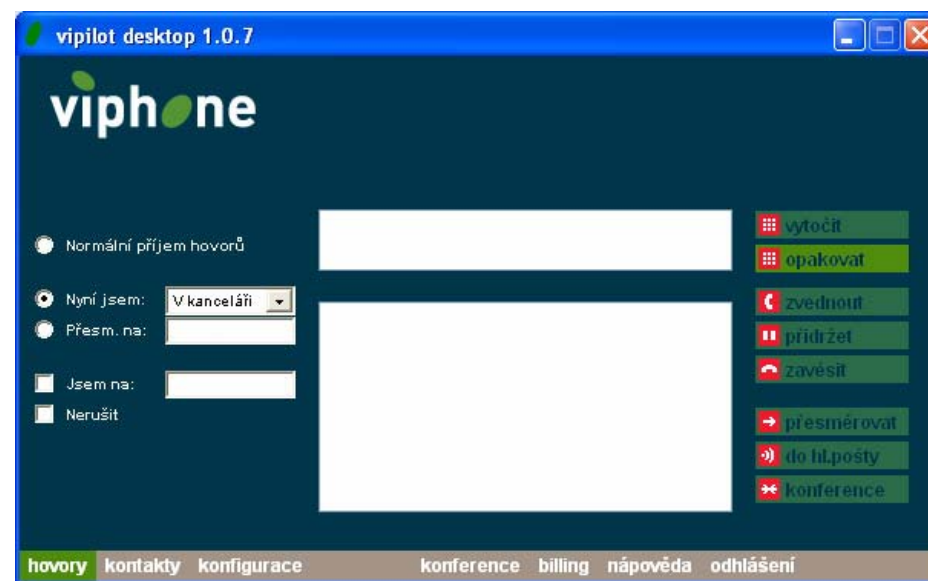 vipilot desktop 1.0.7
viphone
Normální příjem hovorů
Nyní jsem: V kanceláři
Přesm. na:
Jsem na:
Nerušit
vytočit
opakovat
zvednout
přidržet
zavěsit
přesměrovat
do hl.pošty
konference
hovory kontakty konfigurace konference billing nápověda odhlášení